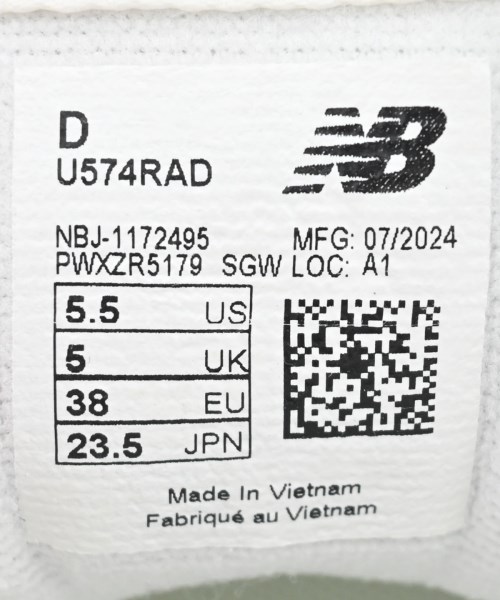 D
U574RAD
NB
NBJ-1172495 MFG: 07/2024
PWXZR5179 SGW LOC: A1
5.5 US
5 UK
38 EU
23.5 JPN
Made In Vietnam
Fabriqué au Vietnam